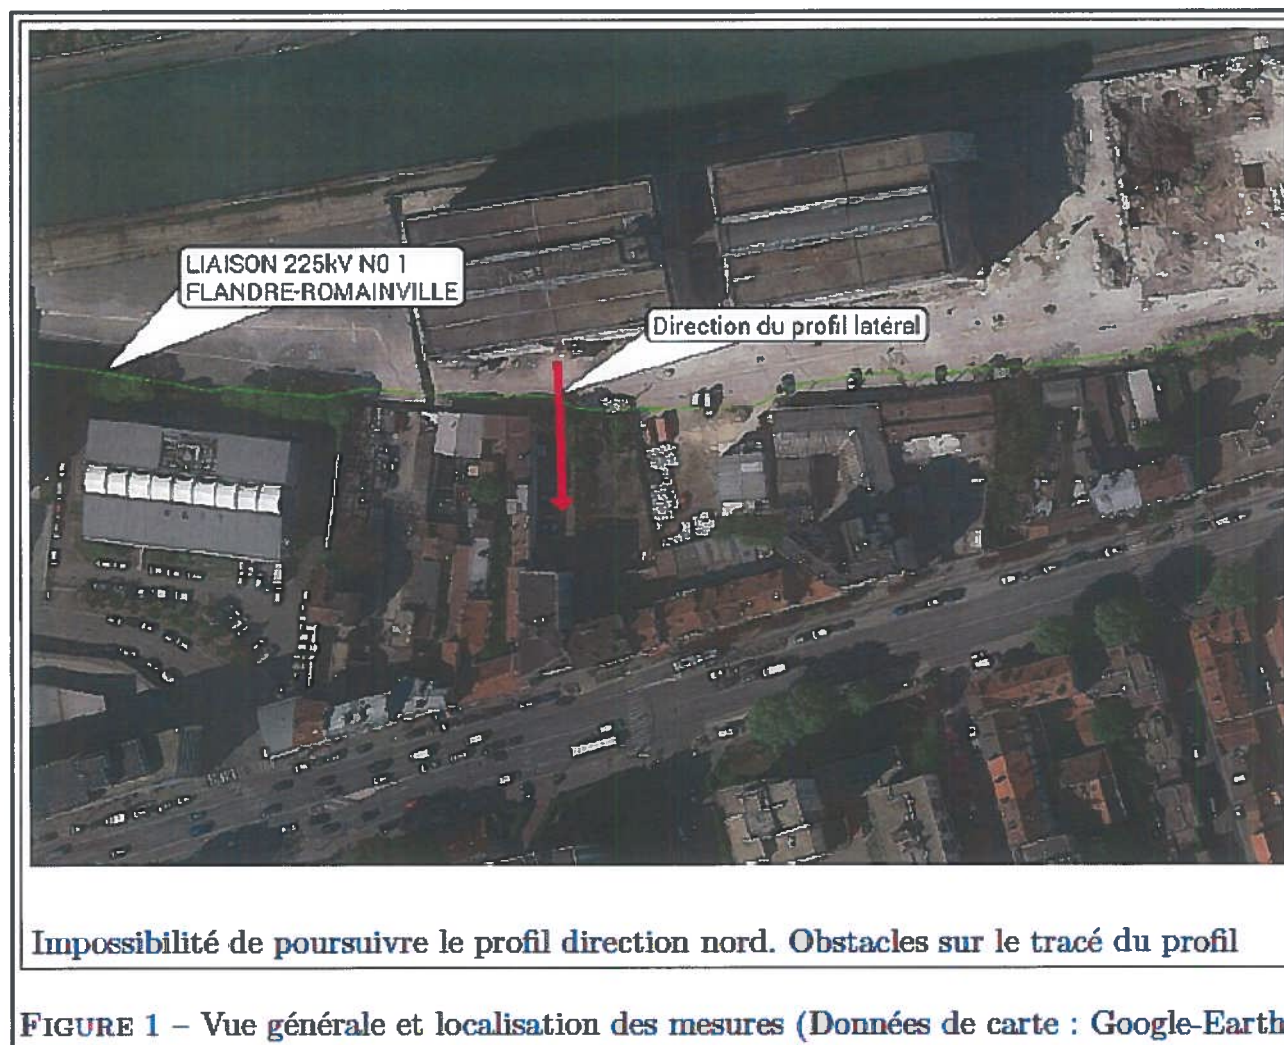 LIAISON 225kV N0 1
FLANDRE-ROMAINVILLE
Direction du profil latéral
Impossibilité de poursuivre le profil direction nord. Obstacles sur le tracé du profil
FIGURE 1 – Vue générale et localisation des mesures (Données de carte : Google-Earth